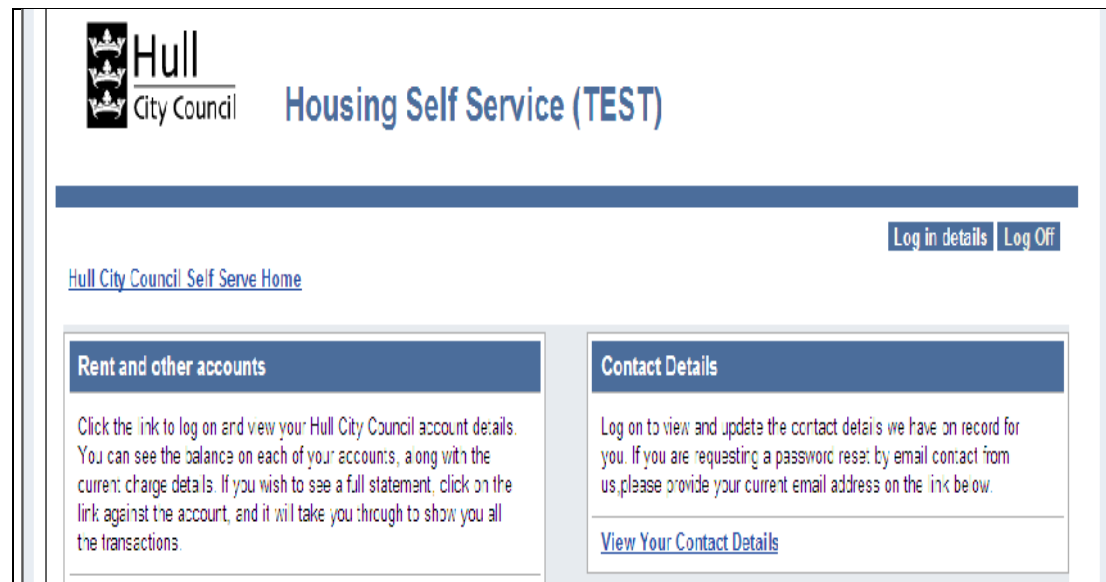 Hull
City Council
Housing Self Service (TEST)
Log in details
Log Off
Hull City Council Self Serve Home
Rent and other accounts
Click the link to log on and view your Hull City Council account details.
You can see the balance on each of your accounts, along with the
current charge details. If you wish to see a full statement, click on the
link against the account, and it will take you through to show you all
the transactions.
Contact Details
Log on to view and update the contact details we have on record for
you. If you are requesting a password reset by email contact from
us,please provide your current email address on the link below.
View Your Contact Details